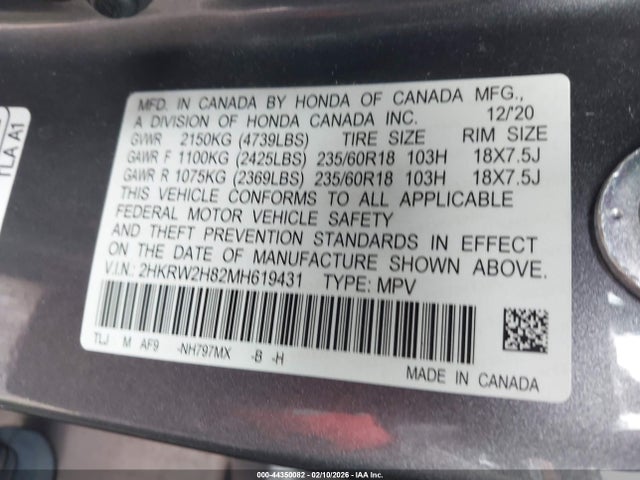 MFD. IN CANADA BY HONDA OF CANADA MFG.,
A DIVISION OF HONDA CANADA INC. 12/'20
GVWR 2150KG (4739LBS) TIRE SIZE RIM SIZE
GAWR F 1100KG (2425LBS) 235/60R18 103H 18X7.5J
GAWR R 1075KG (2369LBS) 235/60R18 103H 18X7.5J
THIS VEHICLE CONFORMS TO ALL APPLICABLE
FEDERAL MOTOR VEHICLE SAFETY
AND THEFT PREVENTION STANDARDS IN EFFECT
ON THE DATE OF MANUFACTURE SHOWN ABOVE.
V.I.N.: 2HKRW2H82MH619431 TYPE: MPV
TLJ M AF9 -NH797MX -B -H
MADE IN CANADA
TLA A1
000-44350082 - 02/10/2026 - IAA Inc.